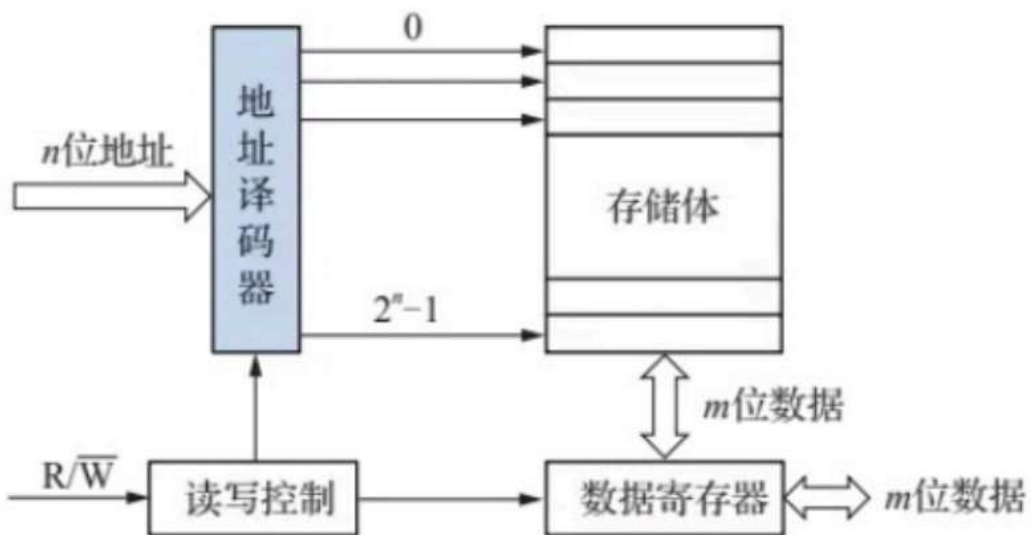 0
地址译码器
n位地址
存储体
2ⁿ−1
m位数据
R/W̅
读写控制
数据寄存器
m位数据